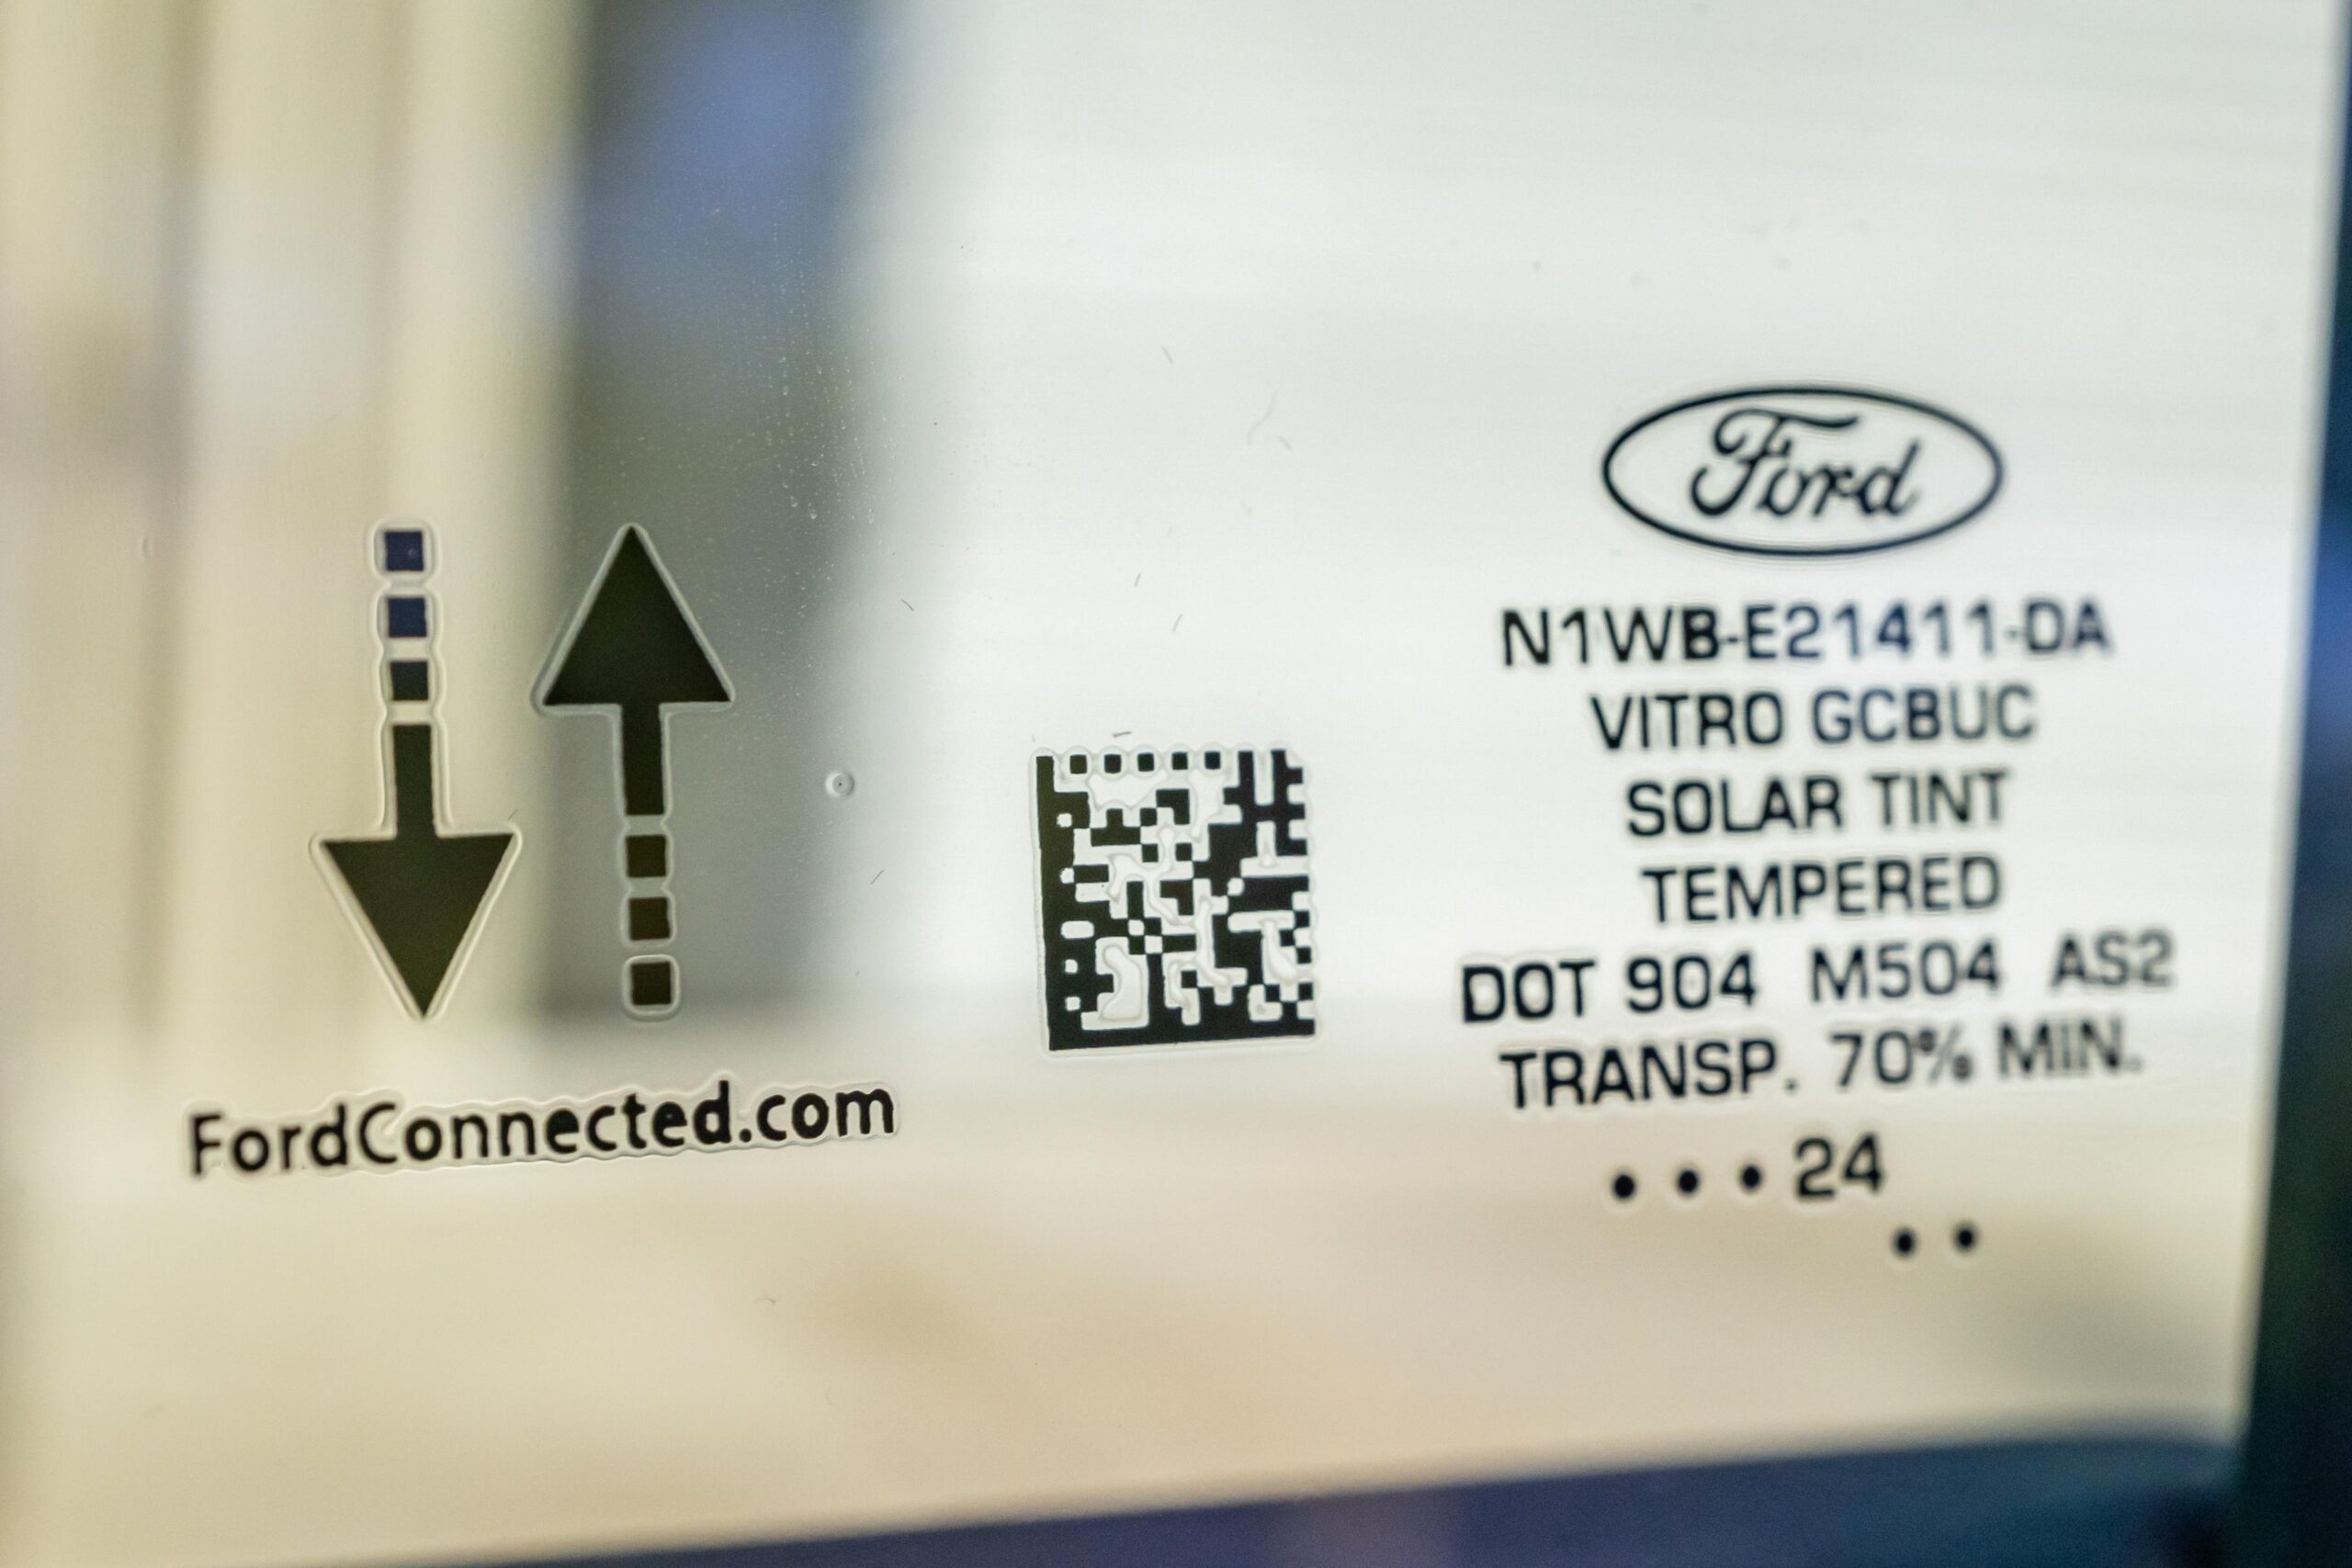 Ford
N1WB-E21411-DA
VITRO GCBUC
SOLAR TINT
TEMPERED
DOT 904 M504 AS2
TRANSP. 70% MIN.
• • • 24
• •
FordConnected.com